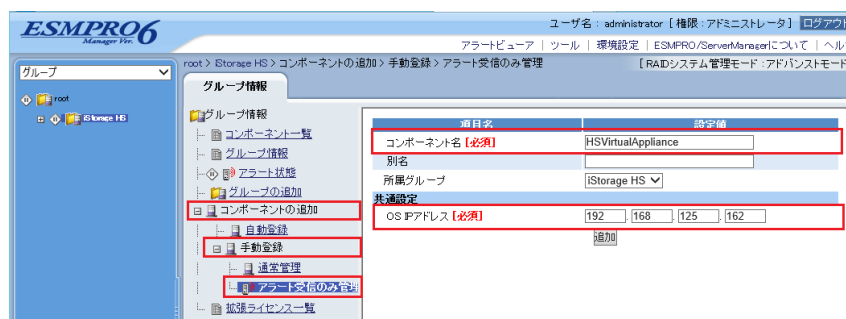 ESMPRO6
Manager Ver.
ユーザ名 : administrator [ 権限 : アドミニストレータ ] ログアウ
アラートビューア | ツール | 環境設定 | ESMPRO/ServerManagerについて | ヘル
グループ
root
iStorage HS
root > iStorage HS > コンポーネントの追加 > 手動登録 > アラート受信のみ管理
[ RAIDシステム管理モード : アドバンストモード
グループ情報
グループ情報
コンポーネント一覧
グループ情報
アラート状態
グループの追加
コンポーネントの追加
自動登録
手動登録
通常管理
アラート受信のみ管理
拡張ライセンス一覧
項目名 設定値
コンポーネント名 [必須] HSVirtualAppliance
別名
所属グループ iStorage HS
共通設定
OS IPアドレス [必須] 192 . 168 . 125 . 162
追加